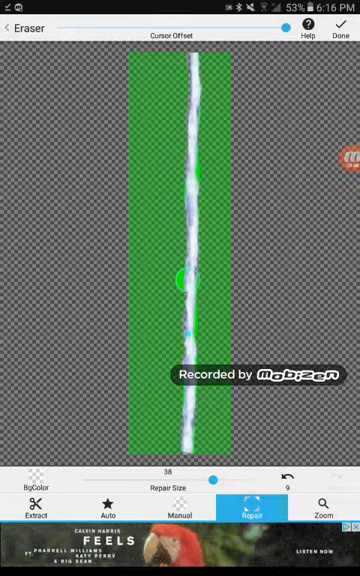 53% 6:16 PM
Eraser
Cursor Offset
Help
Done
Recorded by Mobizen
38
BgColor
Repair Size
9
Extract
Auto
Manual
Repair
Zoom
CALVIN HARRIS
FEELS
FT. PHARRELL WILLIAMS
KATY PERRY
& BIG SEAN
LISTEN NOW